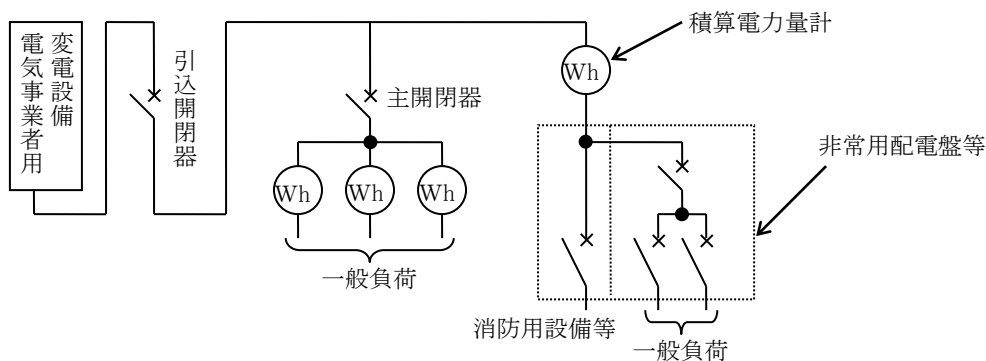 変電設備
電気事業者用
引込開閉器
主開閉器
Wh
Wh
Wh
一般負荷
積算電力量計
Wh
非常用配電盤等
消防用設備等
一般負荷